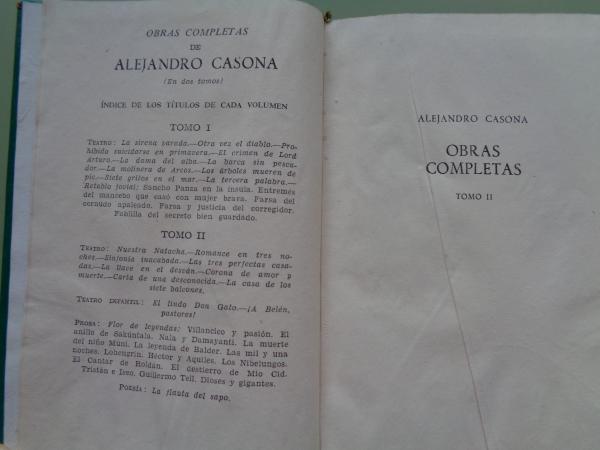 OBRAS COMPLETAS
DE
ALEJANDRO CASONA
(En dos tomos)
ÍNDICE DE LOS TÍTULOS DE CADA VOLUMEN
TOMO I
TEATRO: La sirena varada.—Otra vez el diablo.—Pro-
hibido suicidarse en primavera.—El crimen de Lord
Arturo.—La dama del alba.—La barca sin pesca-
dor.—La molinera de Arcos.—Los árboles mueren de
pie.—Siete gritos en el mar.—La tercera palabra.—
Retablo jovial: Sancho Panza en la ínsula. Entremés
del mancebo que casó con mujer brava. Farsa del
cornudo apaleado. Farsa y justicia del corregidor.
Fablilla del secreto bien guardado.
TOMO II
TEATRO: Nuestra Natacha.—Romance en tres no-
ches.—Sinfonía inacabada.—Las tres perfectas casa-
das.—La llave en el desván.—Corona de amor y
muerte.—Carta de una desconocida.—La casa de los
siete balcones.
TEATRO INFANTIL: El lindo Don Gato.—¡A Belén,
pastores!
PROSA: Flor de leyendas: Villancico y pasión. El
anillo de Sakúntala. Nala y Damayanti. La muerte
del niño Muni. La leyenda de Balder. Las mil y una
noches. Lohengrin. Héctor y Aquiles. Los Nibelungos.
El Cantar de Roldán. El destierro de Mio Cid.
Tristán e Iseo. Guillermo Tell. Dioses y gigantes.
POESÍA: La flauta del sapo.
ALEJANDRO CASONA
OBRAS
COMPLETAS
TOMO II